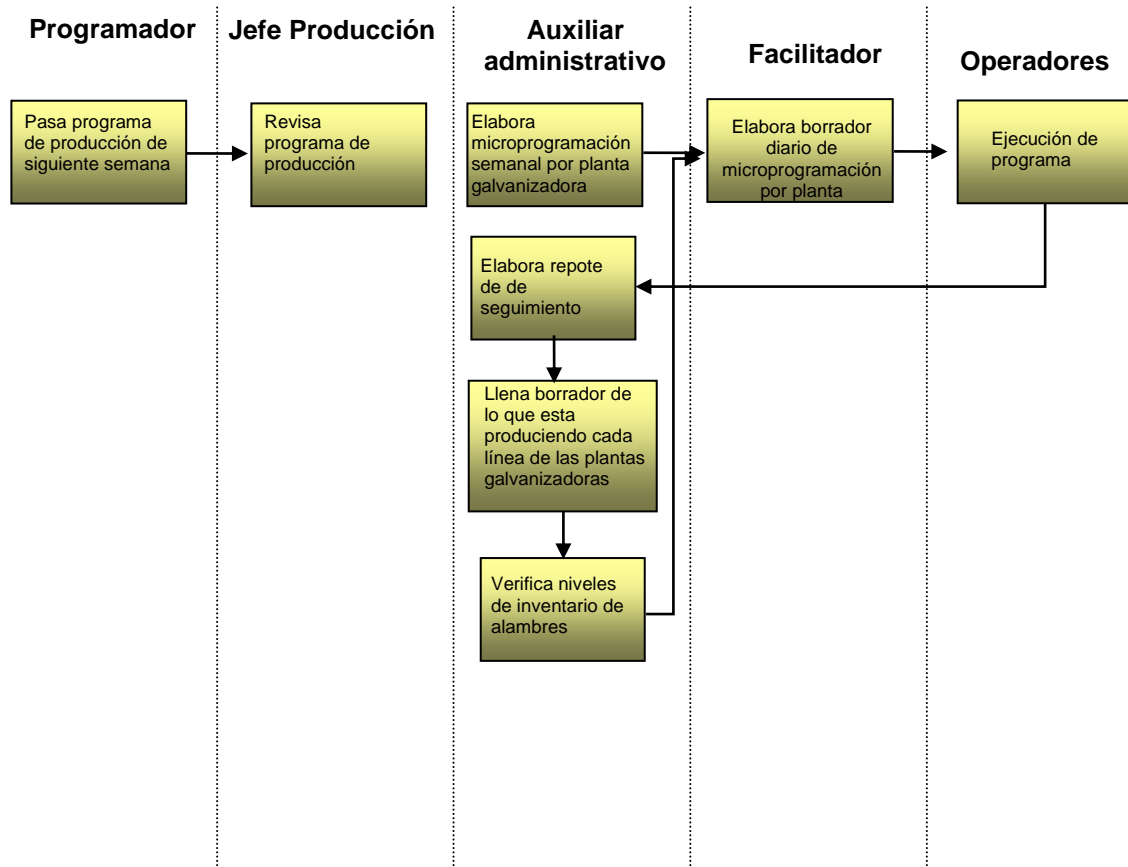 Programador
Jefe Producción
Auxiliar
administrativo
Facilitador
Operadores
Pasa programa
de producción de
siguiente semana
Revisa
programa de
producción
Elabora
microprogramación
semanal por planta
galvanizadora
Elabora borrador
diario de
microprogramación
por planta
Ejecución de
programa
Elabora repote
de de
seguimiento
Llena borrador de
lo que esta
produciendo cada
línea de las plantas
galvanizadoras
Verifica niveles
de inventario de
alambres